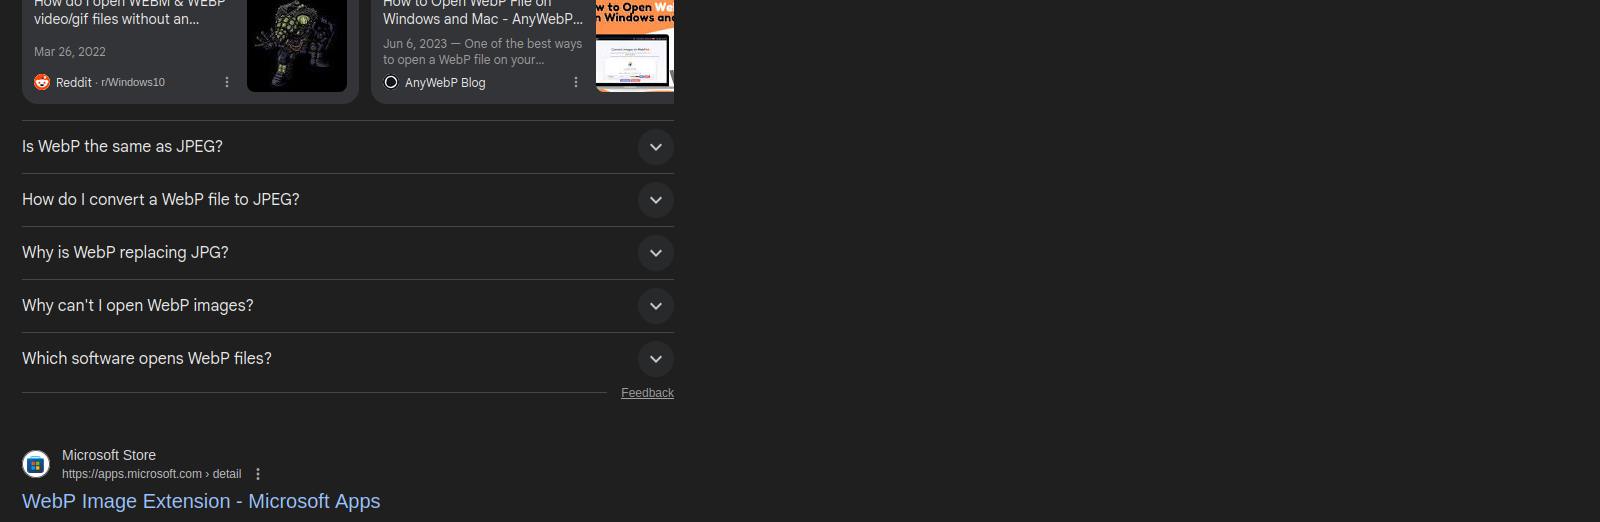 How do I open WEBM & WEBP
video/gif files without an...
Mar 26, 2022
Reddit · r/Windows10
How to Open WebP File on
Windows and Mac - AnyWebP...
Jun 6, 2023 — One of the best ways
to open a WebP file on your...
AnyWebP Blog
w to Open We
n Windows an
Is WebP the same as JPEG?
How do I convert a WebP file to JPEG?
Why is WebP replacing JPG?
Why can't I open WebP images?
Which software opens WebP files?
Feedback
Microsoft Store
https://apps.microsoft.com › detail
WebP Image Extension - Microsoft Apps